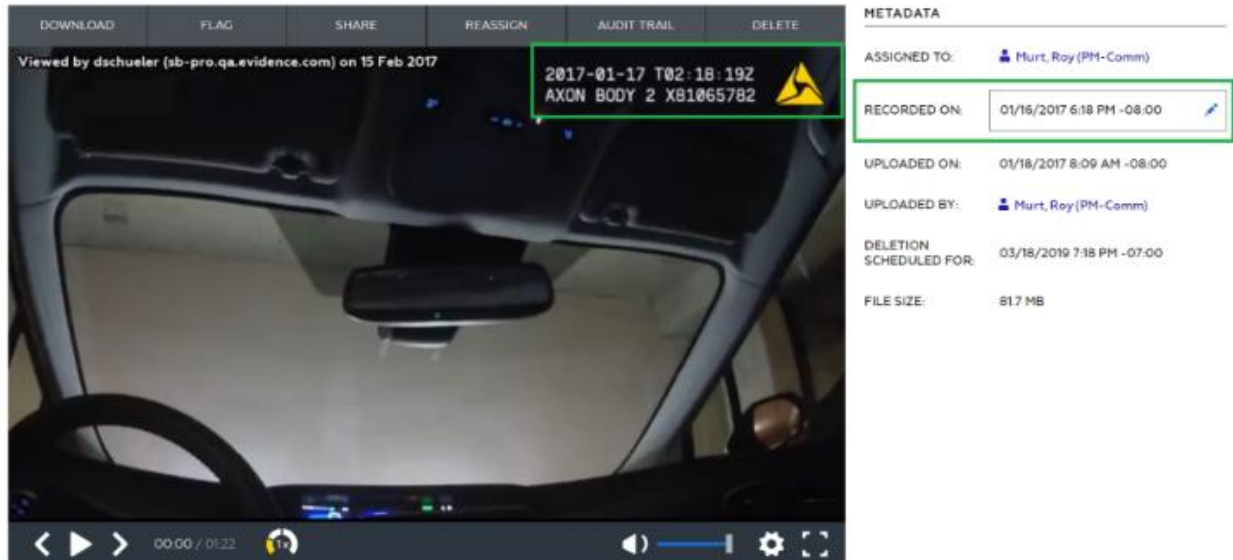 DOWNLOAD FLAG SHARE REASSIGN AUDIT TRAIL DELETE
Viewed by dschueler (sb-pro.qa.evidence.com) on 15 Feb 2017
2017-01-17 T02:18:19Z
AXON BODY 2 X81065782
00:00 / 01:22 1x
METADATA
ASSIGNED TO: Murt, Roy (PM-Comm)
RECORDED ON: 01/16/2017 6:18 PM -08:00
UPLOADED ON: 01/18/2017 8:09 AM -08:00
UPLOADED BY: Murt, Roy (PM-Comm)
DELETION
SCHEDULED FOR: 03/18/2019 7:18 PM -07:00
FILE SIZE: 81.7 MB